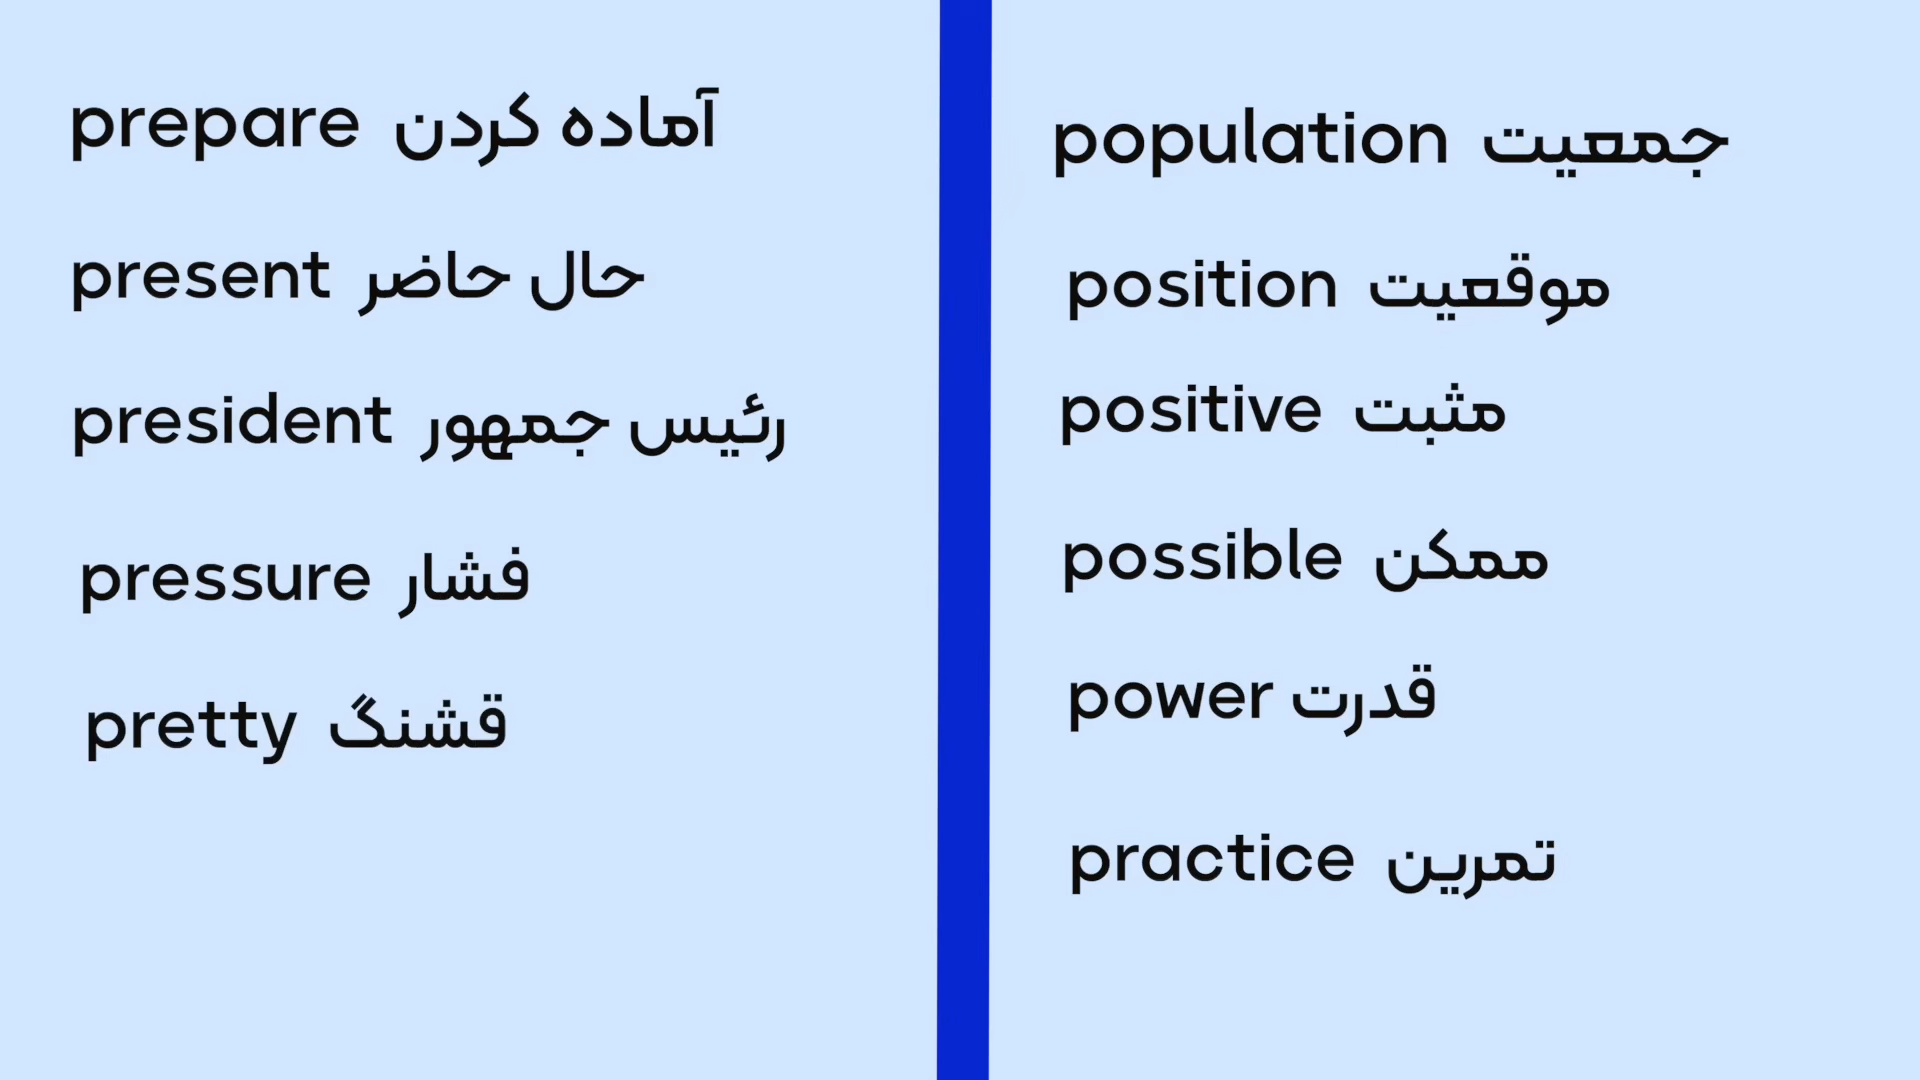 prepare آماده کردن
present حال حاضر
president رئیس جمهور
pressure فشار
pretty قشنگ
population جمعیت
position موقعیت
positive مثبت
possible ممکن
power قدرت
practice تمرین